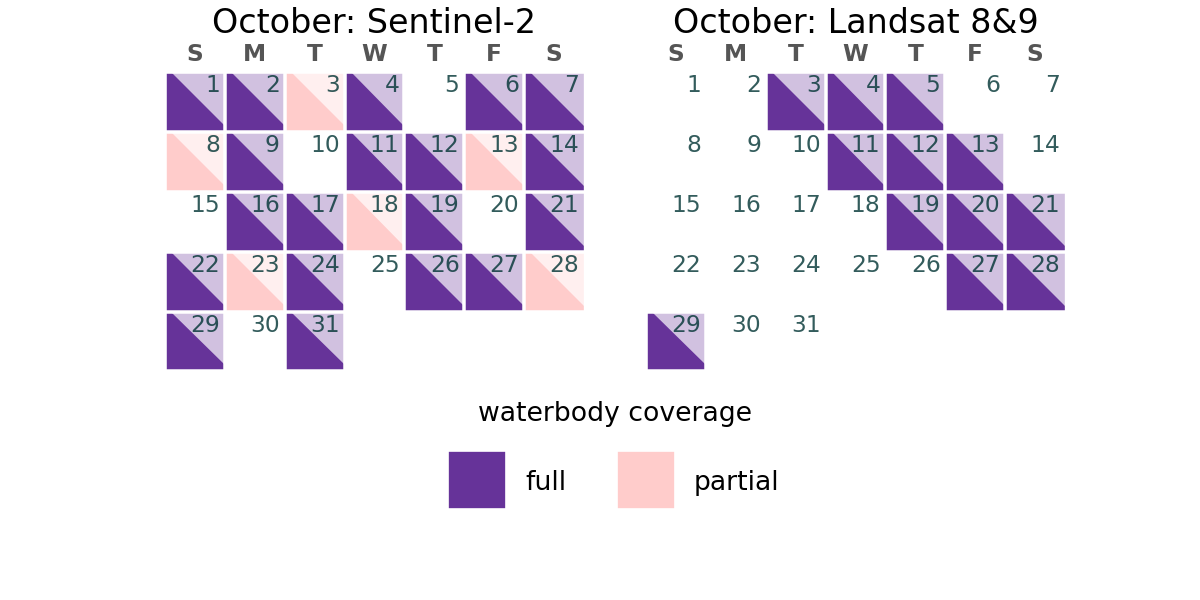 October: Sentinel-2
S M T W T F S
1 2 3 4 5 6 7
8 9 10 11 12 13 14
15 16 17 18 19 20 21
22 23 24 25 26 27 28
29 30 31
October: Landsat 8&9
S M T W T F S
1 2 3 4 5 6 7
8 9 10 11 12 13 14
15 16 17 18 19 20 21
22 23 24 25 26 27 28
29 30 31
waterbody coverage
full partial